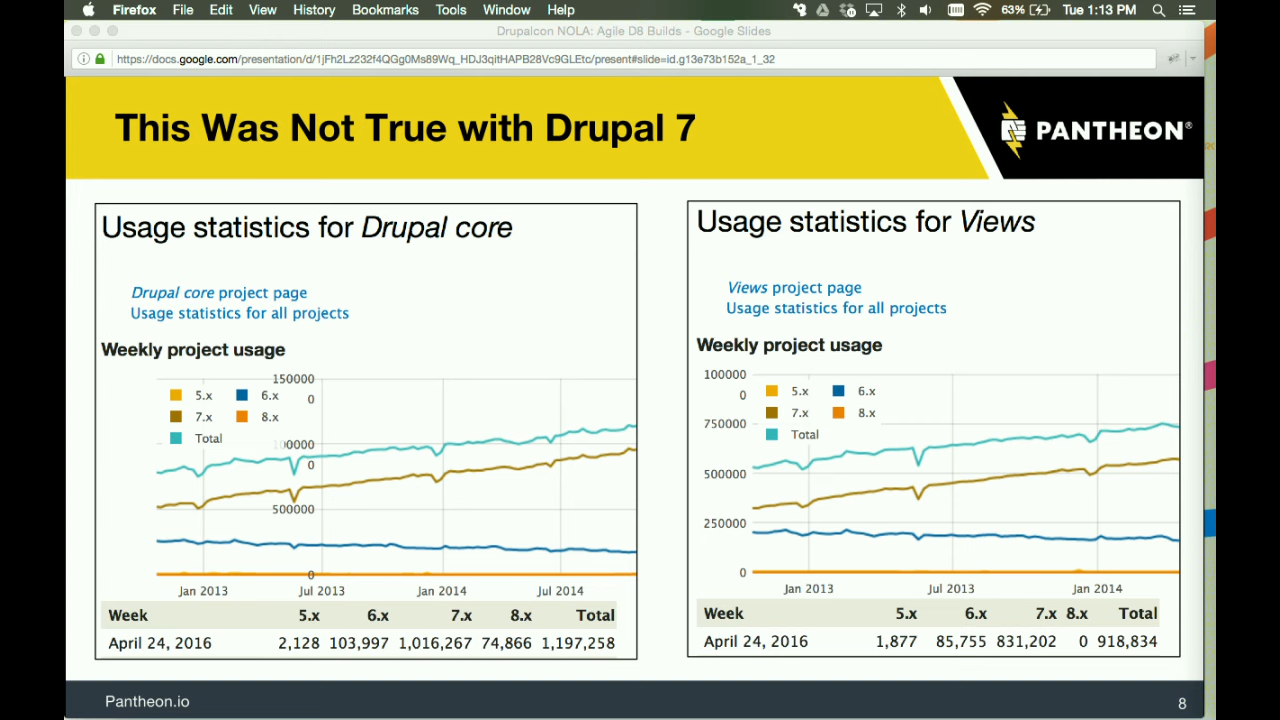 Firefox File Edit View History Bookmarks Tools Window Help 63% Tue 1:13 PM
Drupalcon NOLA: Agile D8 Builds - Google Slides
https://docs.google.com/presentation/d/1jFh2Lz232f4QGg0Ms89Wq_HDJ3qitHAPB28Vc9GLEtc/present#slide=id.g13e73b152a_1_32
This Was Not True with Drupal 7
PANTHEON®
Usage statistics for Drupal core
Drupal core project page
Usage statistics for all projects
Weekly project usage
150000
0
5.x 6.x
7.x 8.x
Total
00000
0
500000
0
Jan 2013 Jul 2013 Jan 2014 Jul 2014
Week 5.x 6.x 7.x 8.x Total
April 24, 2016 2,128 103,997 1,016,267 74,866 1,197,258
Usage statistics for Views
Views project page
Usage statistics for all projects
Weekly project usage
100000
0
5.x 6.x
7.x 8.x
Total
750000
500000
250000
0
Jan 2013 Jul 2013 Jan 2014
Week 5.x 6.x 7.x 8.x Total
April 24, 2016 1,877 85,755 831,202 0 918,834
Pantheon.io
8